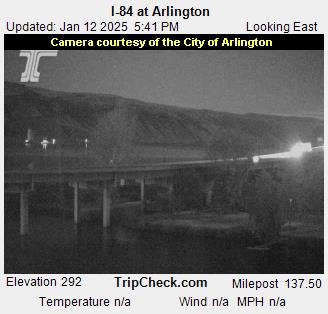 I-84 at Arlington
Updated: Jan 12 2025 5:41 PM Looking East
Camera courtesy of the City of Arlington
Elevation 292 TripCheck.com Milepost 137.50
Temperature n/a Wind n/a MPH n/a